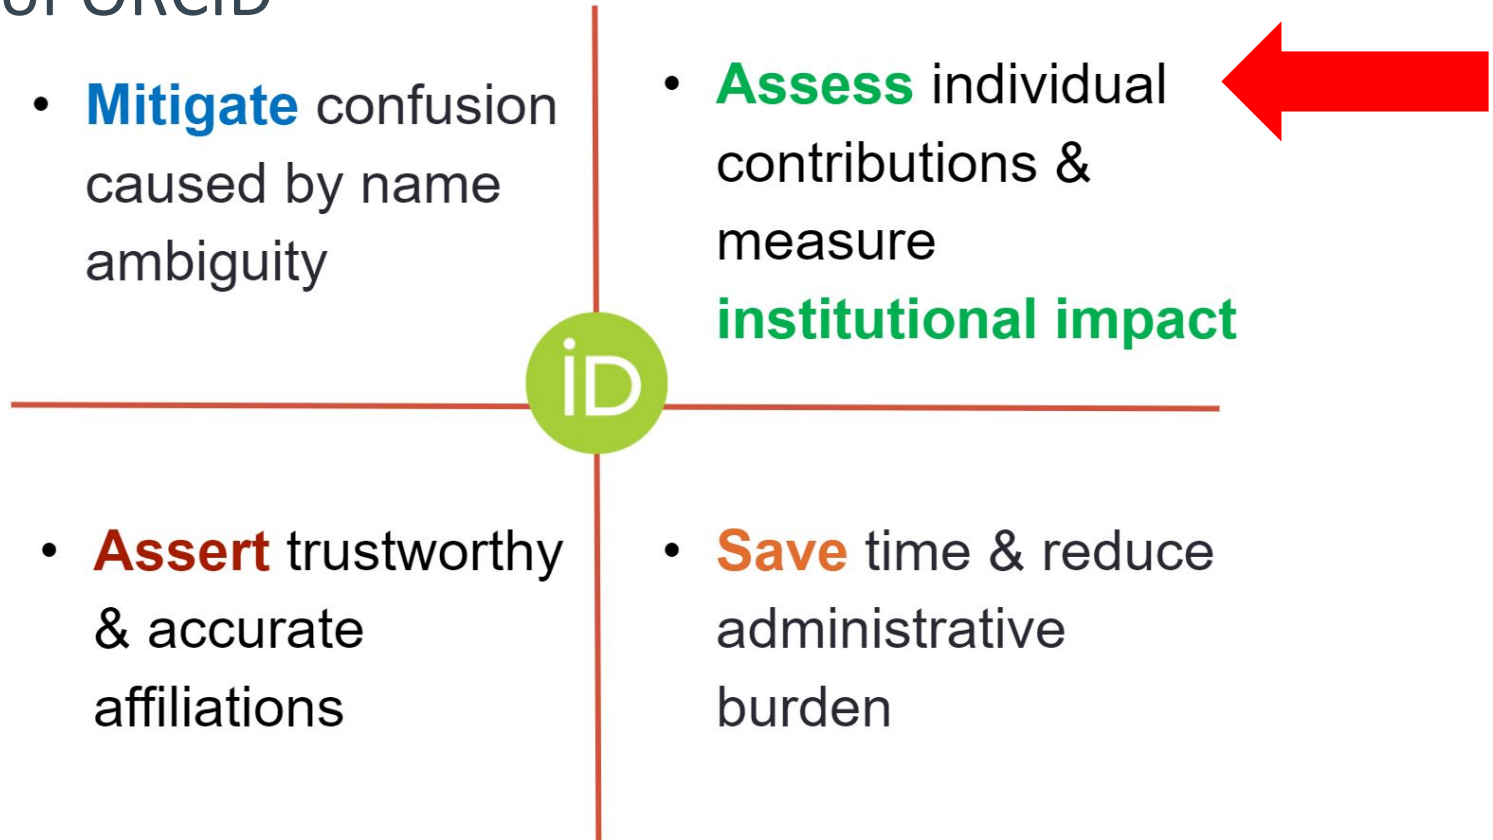 ORCID
• Mitigate confusion
caused by name
ambiguity
• Assess individual
contributions &
measure
institutional impact
iD
• Assert trustworthy
& accurate
affiliations
• Save time & reduce
administrative
burden